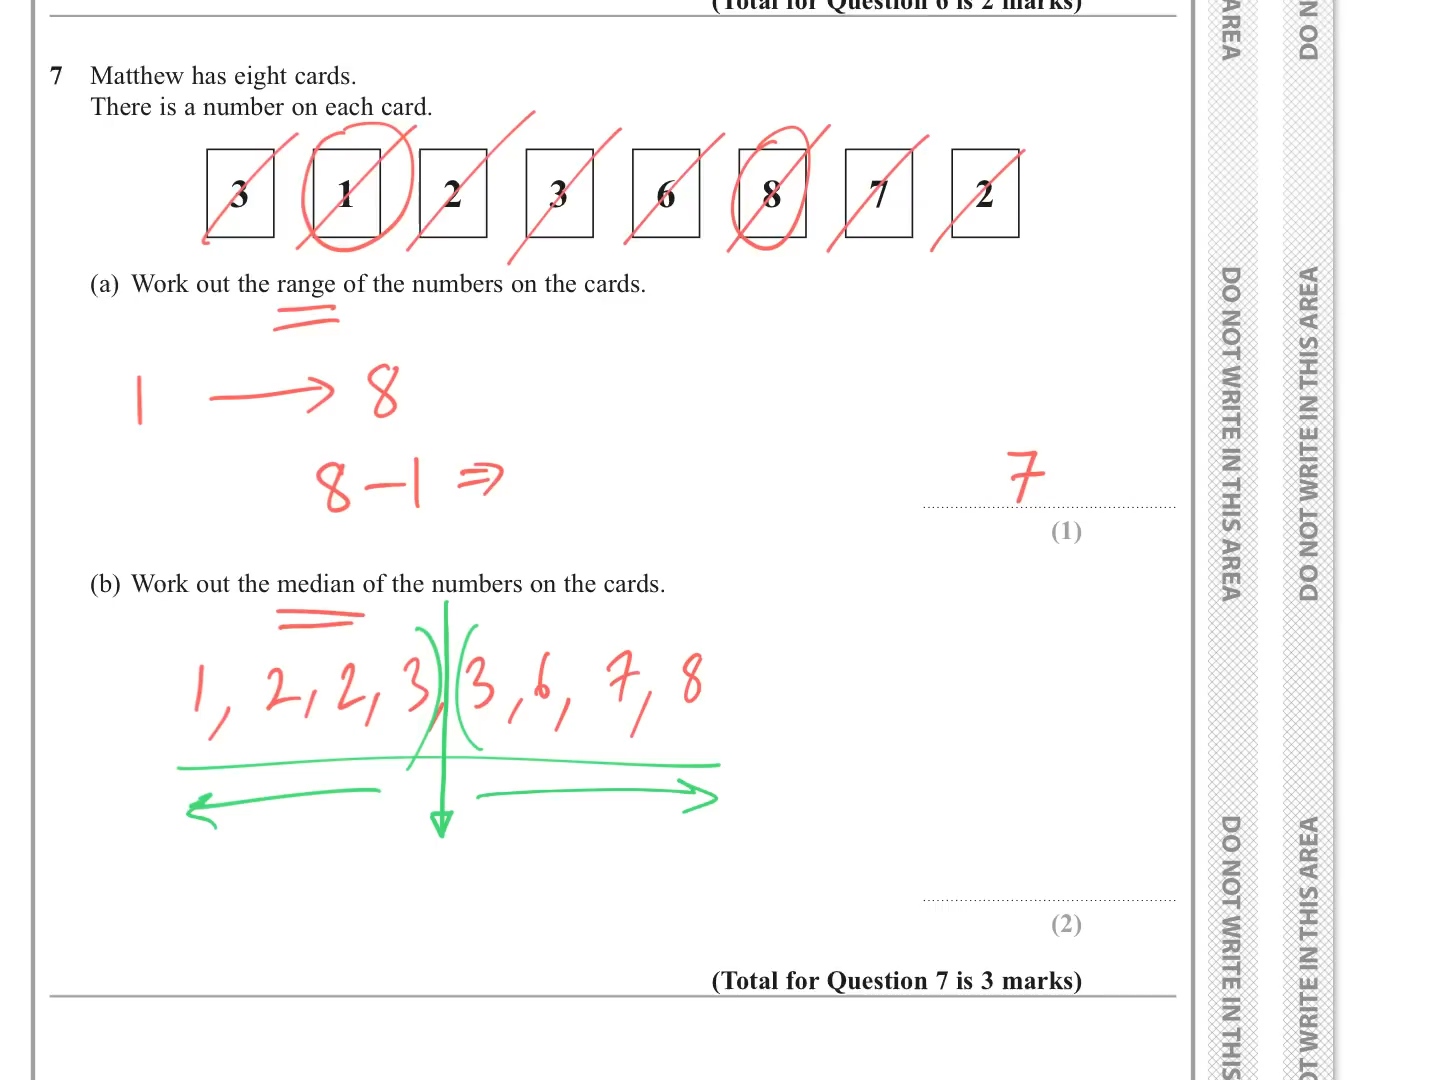 (Total for Question 6 is 2 marks)
7 Matthew has eight cards.
There is a number on each card.
3 1 2 3 6 8 7 2
(a) Work out the range of the numbers on the cards.
1 → 8
8 – 1 ⇒
7
(1)
(b) Work out the median of the numbers on the cards.
1, 2, 2, 3, 3, 6, 7, 8
(2)
(Total for Question 7 is 3 marks)
AREA
DO NOT WRITE IN THIS AREA
DO NOT WRITE IN THIS
DO N
DO NOT WRITE IN THIS AREA
OT WRITE IN THIS AREA